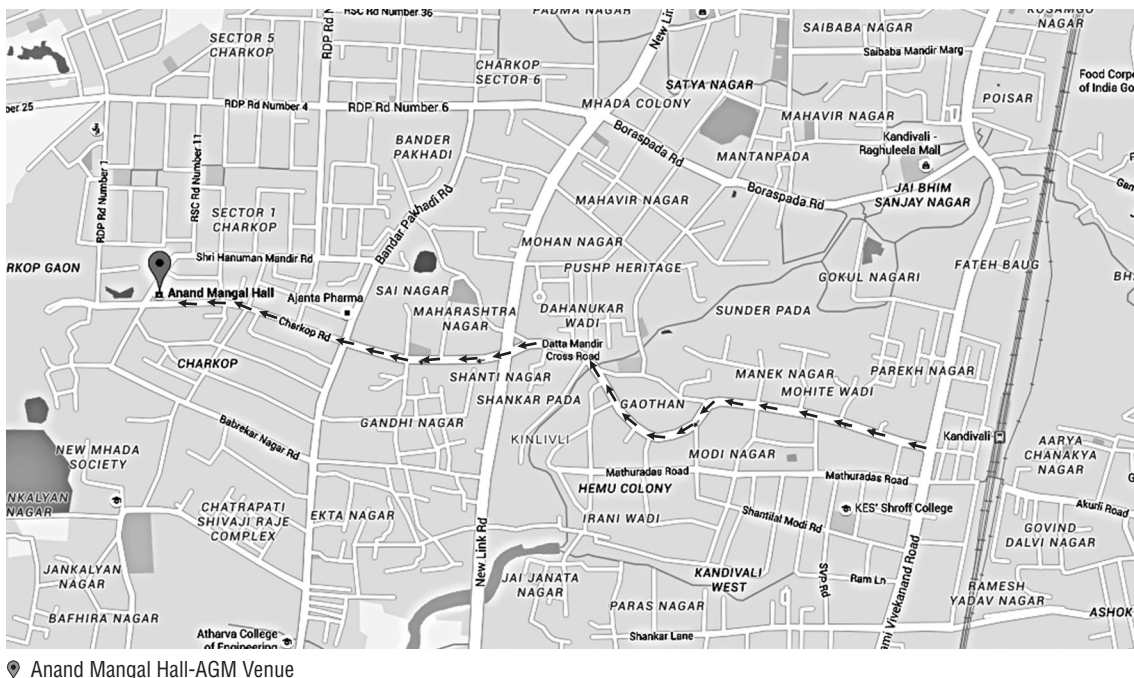 RSC Rd Number 36
PADMA NAGAR
NAGAR
SECTOR 5
CHARKOP
RDP Rd N
New Lin
SAIBABA NAGAR
Saibaba Mandir Marg
CHARKOP
SECTOR 6
SATYA NAGAR
Food Corpo
of India Go
ber 25
RDP Rd Number 4
RDP Rd Number 6
MHADA COLONY
POISAR
MAHAVIR NAGAR
BANDER
PAKHADI
Boraspada Rd
Kandivali -
Raghuleela Mall
MANTANPADA
RDP Rd Number 1
RSC Rd Number 11
Boraspada Rd
JAI BHIM
SANJAY NAGAR
MAHAVIR NAGAR
SECTOR 1
CHARKOP
Bandar Pakhadi Rd
MOHAN NAGAR
Shri Hanuman Mandir Rd
RKOP GAON
PUSHP HERITAGE
FATEH BAUG
GOKUL NAGARI
BHS
Anand Mangal Hall
Ajanta Pharma
SAI NAGAR
MAHARASHTRA
NAGAR
DAHANUKAR
WADI
SUNDER PADA
Charkop Rd
Datta Mandir
Cross Road
CHARKOP
SHANTI NAGAR
MANEK NAGAR
PAREKH NAGAR
SHANKAR PADA
GAOTHAN
MOHITE WADI
Babrekar Nagar Rd
GANDHI NAGAR
KINLIVLI
Kandivali
AARYA
CHANAKYA
NAGAR
NEW MHADA
SOCIETY
MODI NAGAR
Mathuradas Road
Mathuradas Road
HEMU COLONY
NKALYAN
NAGAR
CHATRAPATI
SHIVAJI RAJE
COMPLEX
EKTA NAGAR
IRANI WADI
Shantilal Modi Rd
KES' Shroff College
Akurli Road
GOVIND
DALVI NAGAR
New Link Rd
JANKALYAN
NAGAR
JAI JANATA
NAGAR
KANDIVALI
WEST
SVP Rd
Ram Ln
ami Vivekanand Road
RAMESH
YADAV NAGAR
PARAS NAGAR
BAFHIRA NAGAR
ASHOK
Atharva College
of Engineering
Shankar Lane
Anand Mangal Hall-AGM Venue